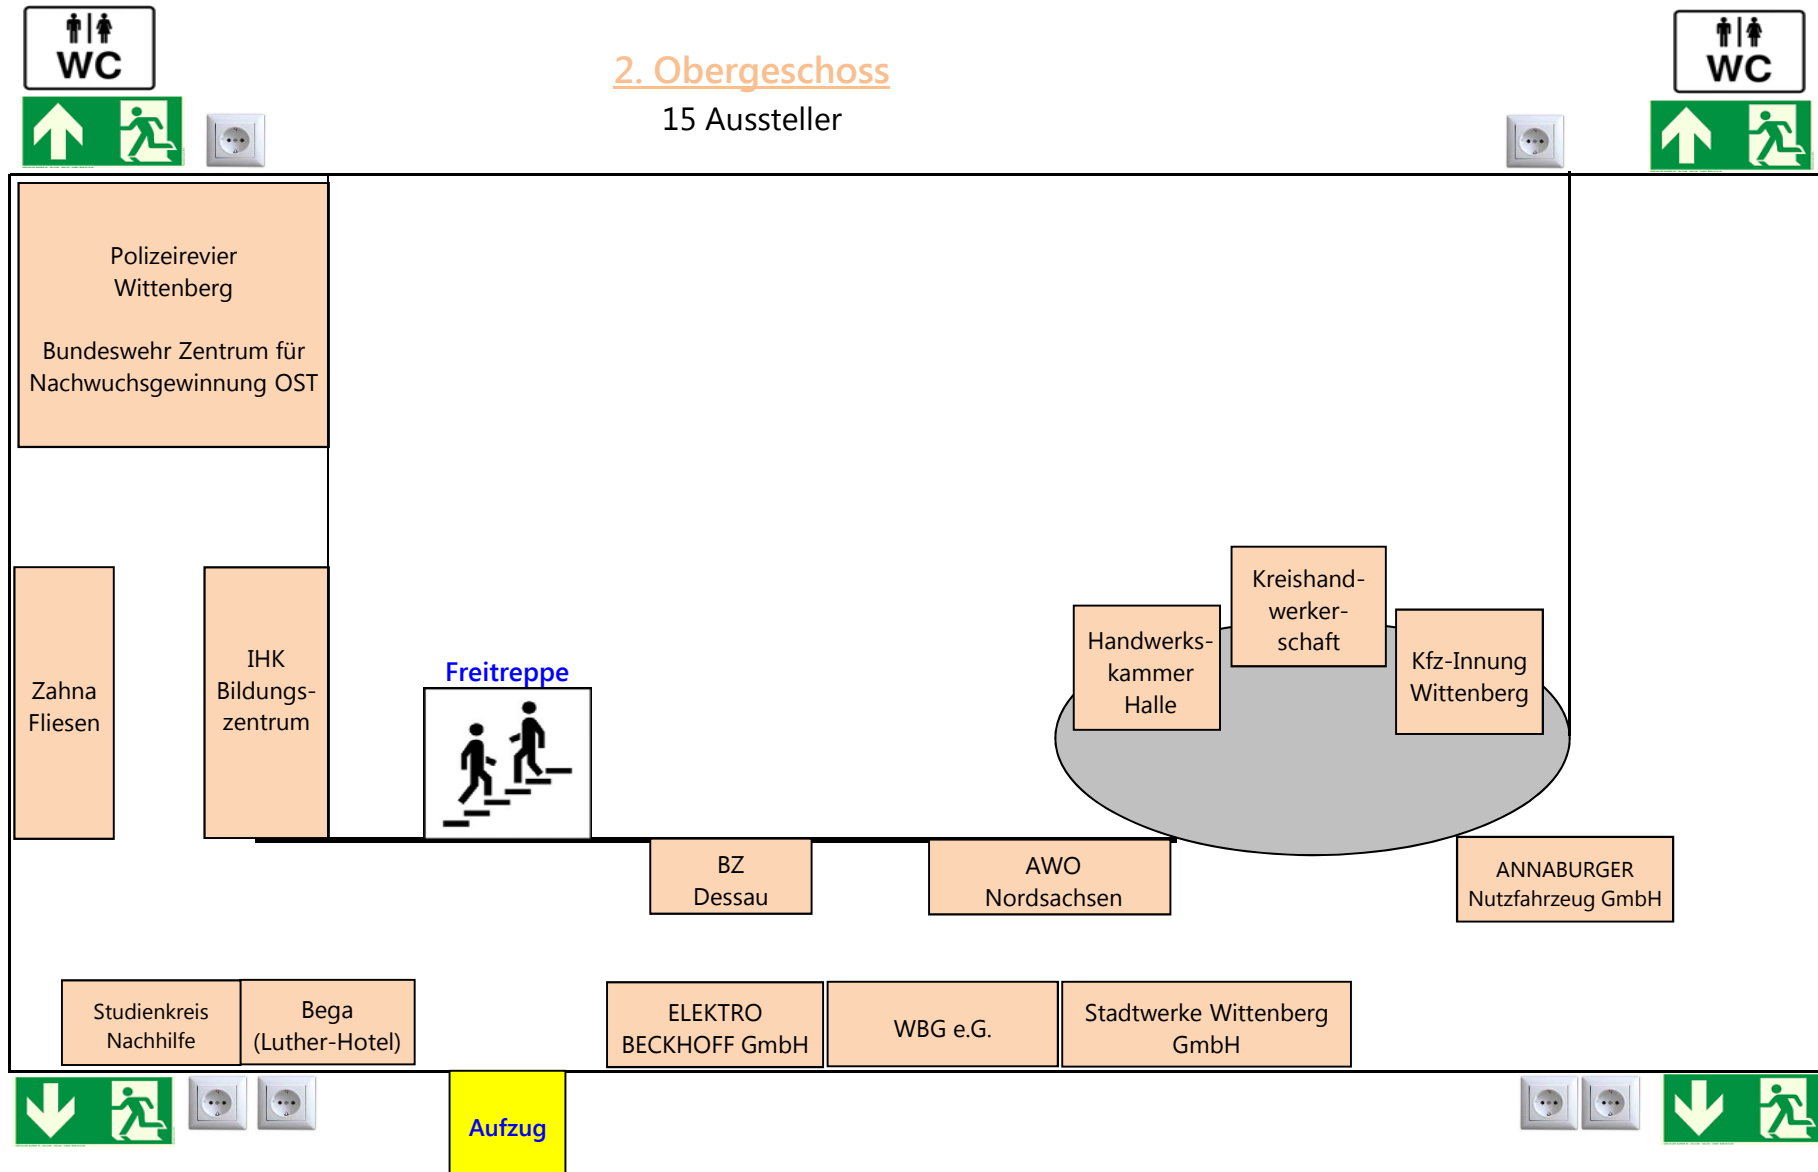 WC
WC
2. Obergeschoss
15 Aussteller
Polizeirevier
Wittenberg
Bundeswehr Zentrum für
Nachwuchsgewinnung OST
Zahna
Fliesen
IHK
Bildungs-
zentrum
Freitreppe
Handwerks-
kammer
Halle
Kreishand-
werker-
schaft
Kfz-Innung
Wittenberg
BZ
Dessau
AWO
Nordsachsen
ANNABURGER
Nutzfahrzeug GmbH
Studienkreis
Nachhilfe
Bega
(Luther-Hotel)
ELEKTRO
BECKHOFF GmbH
WBG e.G.
Stadtwerke Wittenberg
GmbH
Aufzug